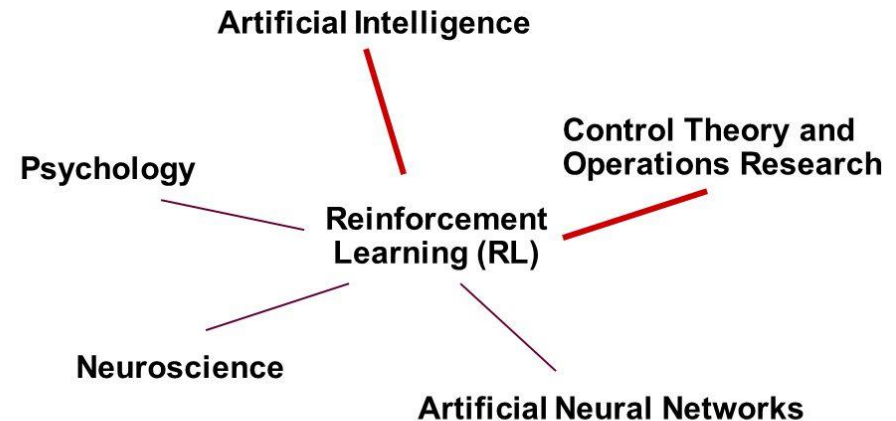 Artificial Intelligence
Control Theory and
Operations Research
Psychology
Reinforcement
Learning (RL)
Neuroscience
Artificial Neural Networks